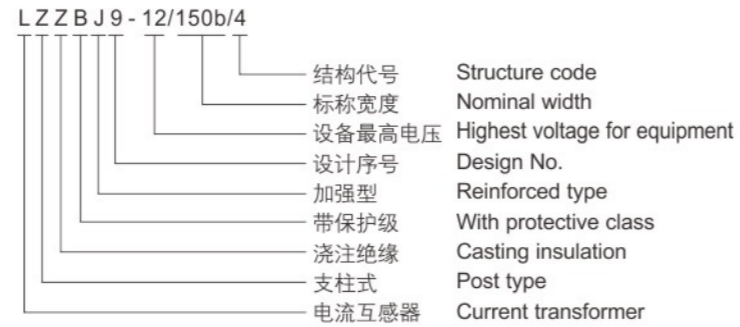 LZZBJ9-12/150b/4
结构代号 Structure code
标称宽度 Nominal width
设备最高电压 Highest voltage for equipment
设计序号 Design No.
加强型 Reinforced type
带保护级 With protective class
浇注绝缘 Casting insulation
支柱式 Post type
电流互感器 Current transformer